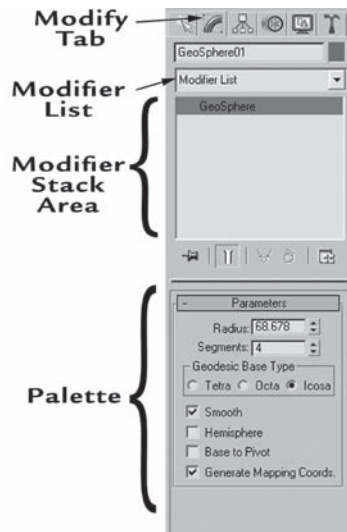 Modify
Tab
GeoSphere01
Modifier
List
Modifier List
Modifier
Stack
Area
GeoSphere
Palette
- Parameters
Radius: 68.678
Segments: 4
Geodesic Base Type
Tetra Octa Icosa
Smooth
Hemisphere
Base to Pivot
Generate Mapping Coords.